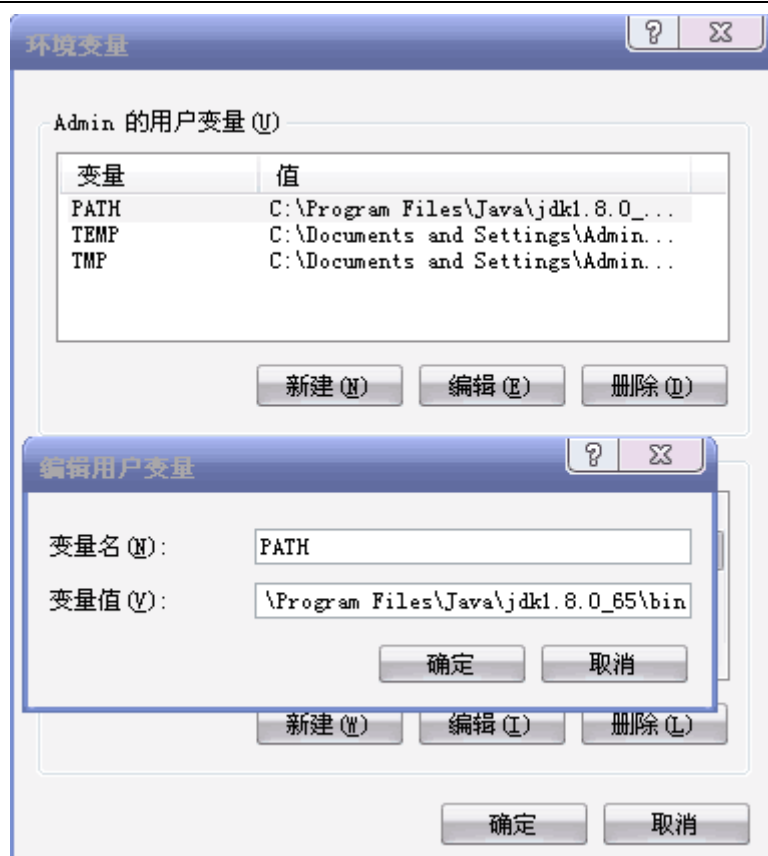 环境变量
Admin 的用户变量(U)
变量 值
PATH C:\Program Files\Java\jdk1.8.0_...
TEMP C:\Documents and Settings\Admin...
TMP C:\Documents and Settings\Admin...
新建(N) 编辑(E) 删除(D)
编辑用户变量
变量名(N): PATH
变量值(V): \Program Files\Java\jdk1.8.0_65\bin
确定 取消
新建(W) 编辑(I) 删除(L)
确定 取消